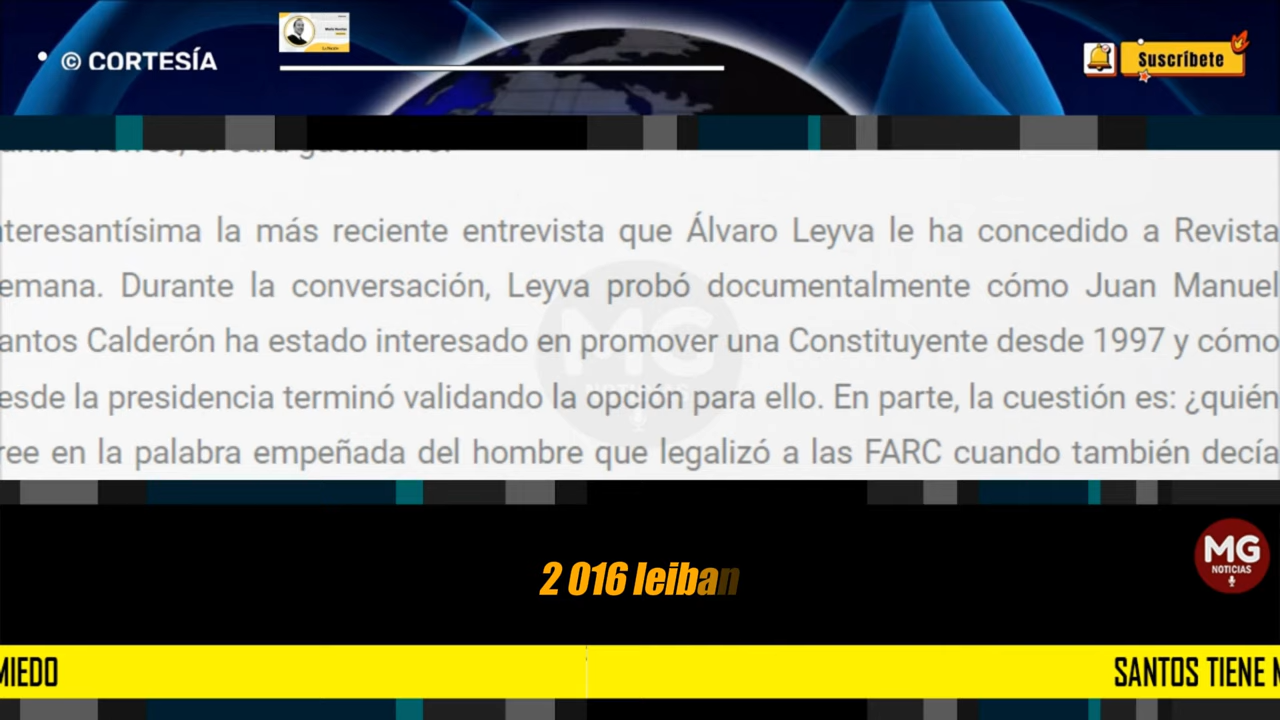 © CORTESÍA
Suscríbete
nteresantísima la más reciente entrevista que Álvaro Leyva le ha concedido a Revista
emana. Durante la conversación, Leyva probó documentalmente cómo Juan Manuel
antos Calderón ha estado interesado en promover una Constituyente desde 1997 y cómo
esde la presidencia terminó validando la opción para ello. En parte, la cuestión es: ¿quién
ree en la palabra empeñada del hombre que legalizó a las FARC cuando también decía
MG
NOTICIAS
2 016 leiban
MG
NOTICIAS
MIEDO
SANTOS TIENE M